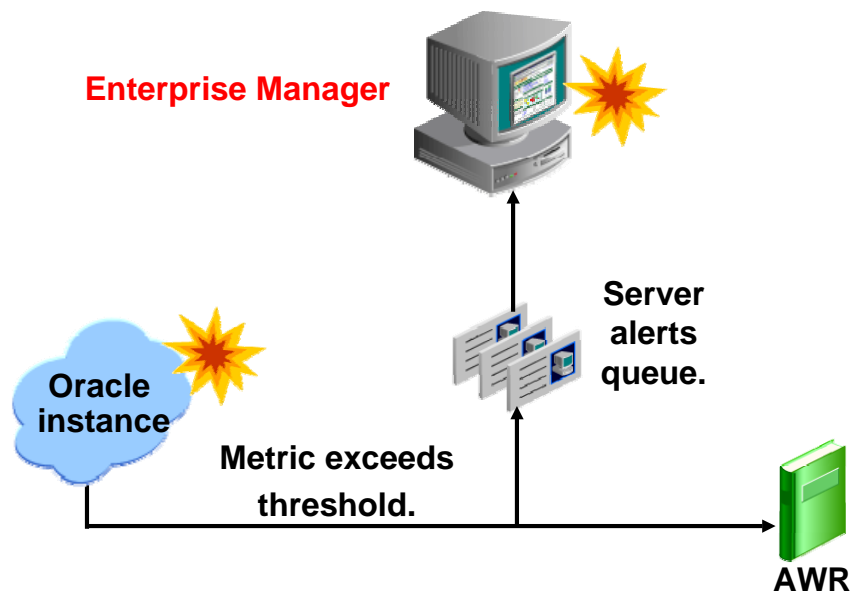 Enterprise Manager
Server
alerts
queue.
Oracle
instance
Metric exceeds
threshold.
AWR